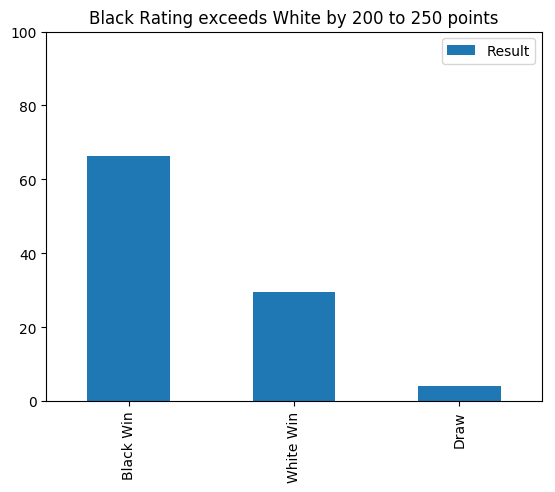 Black Rating exceeds White by 200 to 250 points
Result
100
80
60
40
20
0
Black Win
White Win
Draw